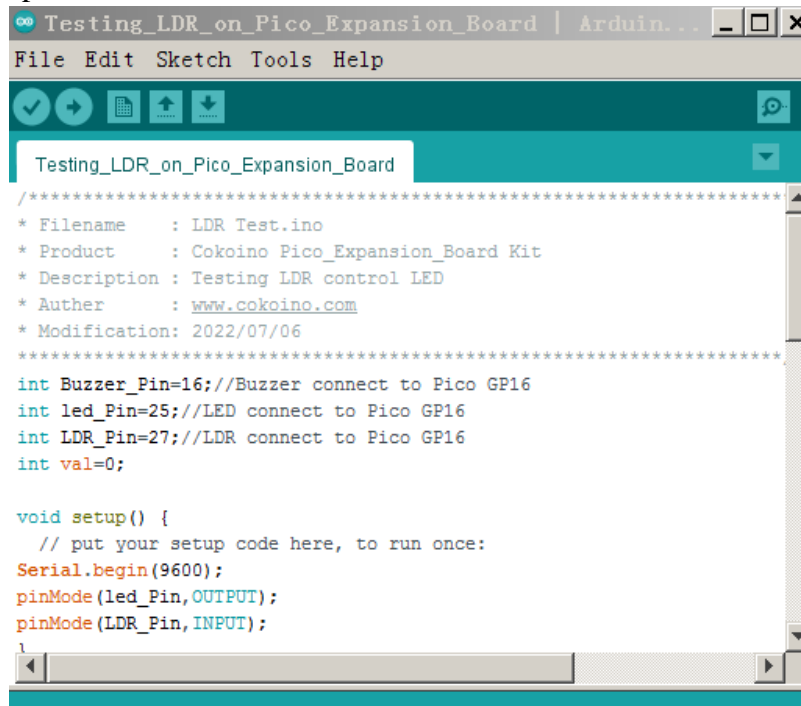 Testing_LDR_on_Pico_Expansion_Board | Arduin...
File Edit Sketch Tools Help
Testing_LDR_on_Pico_Expansion_Board
/***********************************************************************
* Filename    : LDR Test.ino
* Product     : Cokoino Pico_Expansion_Board Kit
* Description : Testing LDR control LED
* Auther      : www.cokoino.com
* Modification: 2022/07/06
***********************************************************************/
int Buzzer_Pin=16;//Buzzer connect to Pico GP16
int led_Pin=25;//LED connect to Pico GP16
int LDR_Pin=27;//LDR connect to Pico GP16
int val=0;
void setup() {
  // put your setup code here, to run once:
Serial.begin(9600);
pinMode(led_Pin,OUTPUT);
pinMode(LDR_Pin,INPUT);
}